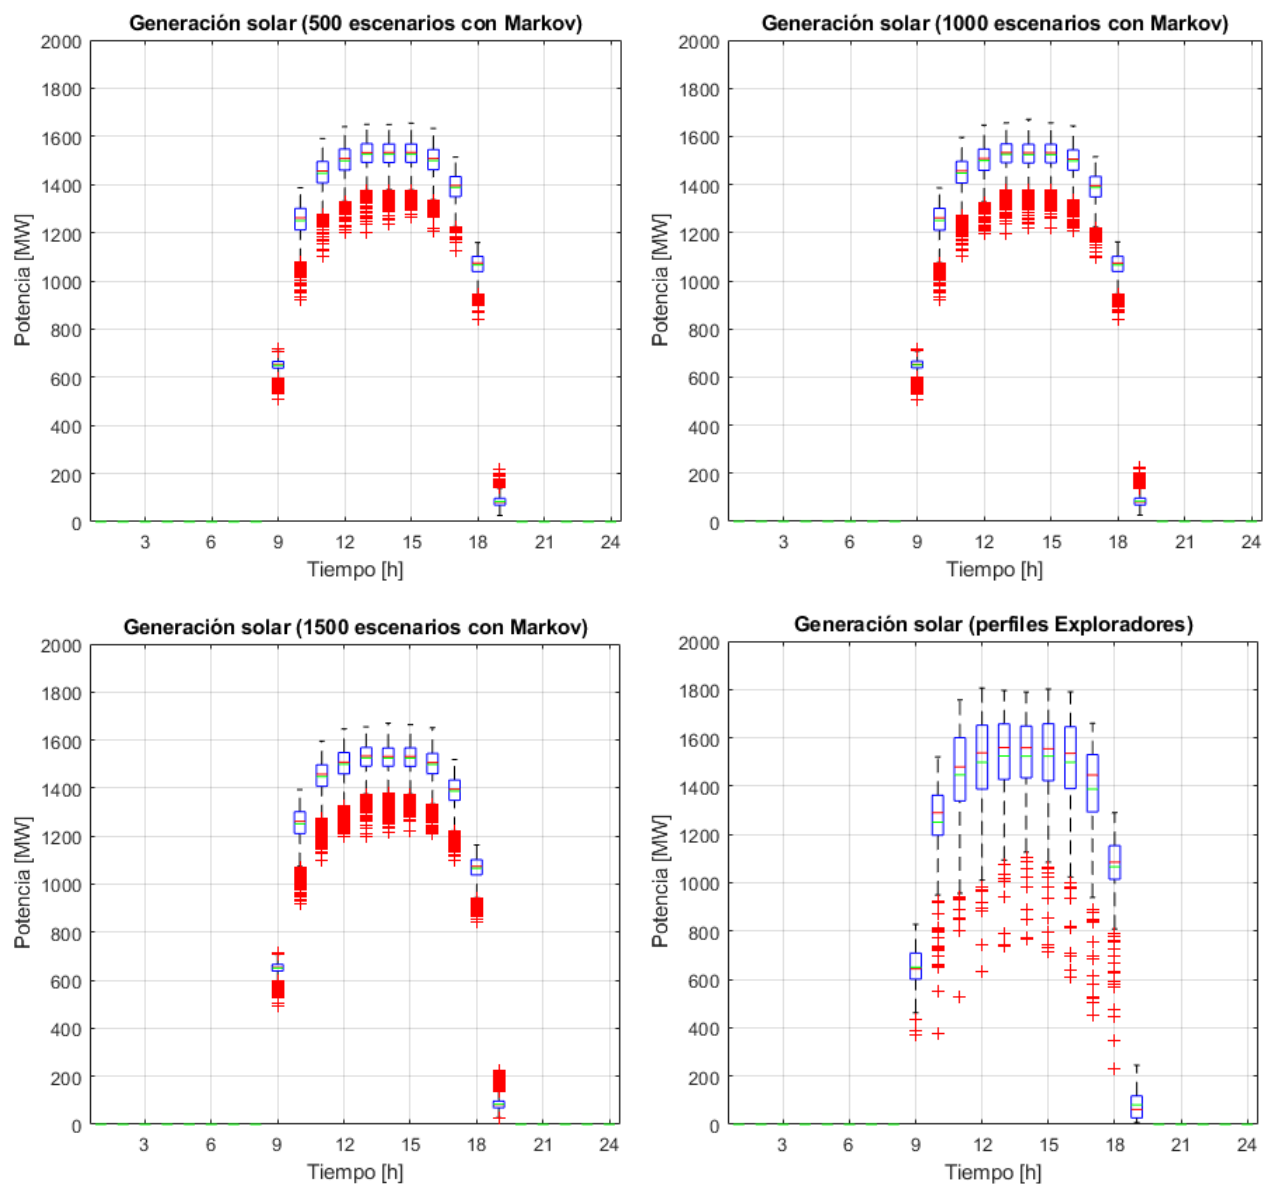 Generación solar (500 escenarios con Markov)
2000
1800
1600
1400
1200
1000
800
600
400
200
0
Potencia [MW]
3 6 9 12 15 18 21 24
Tiempo [h]
Generación solar (1000 escenarios con Markov)
2000
1800
1600
1400
1200
1000
800
600
400
200
0
Potencia [MW]
3 6 9 12 15 18 21 24
Tiempo [h]
Generación solar (1500 escenarios con Markov)
2000
1800
1600
1400
1200
1000
800
600
400
200
0
Potencia [MW]
3 6 9 12 15 18 21 24
Tiempo [h]
Generación solar (perfiles Exploradores)
2000
1800
1600
1400
1200
1000
800
600
400
200
0
Potencia [MW]
3 6 9 12 15 18 21 24
Tiempo [h]